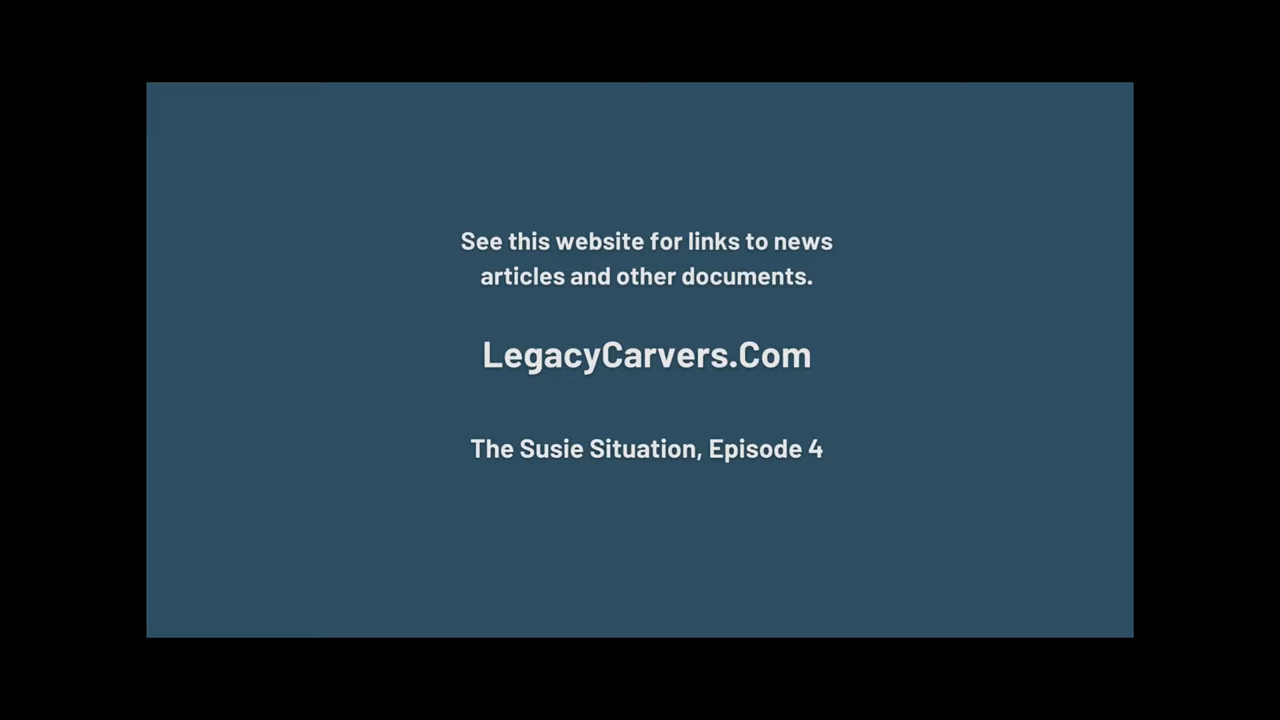 See this website for links to news
articles and other documents.
LegacyCarvers.Com
The Susie Situation, Episode 4